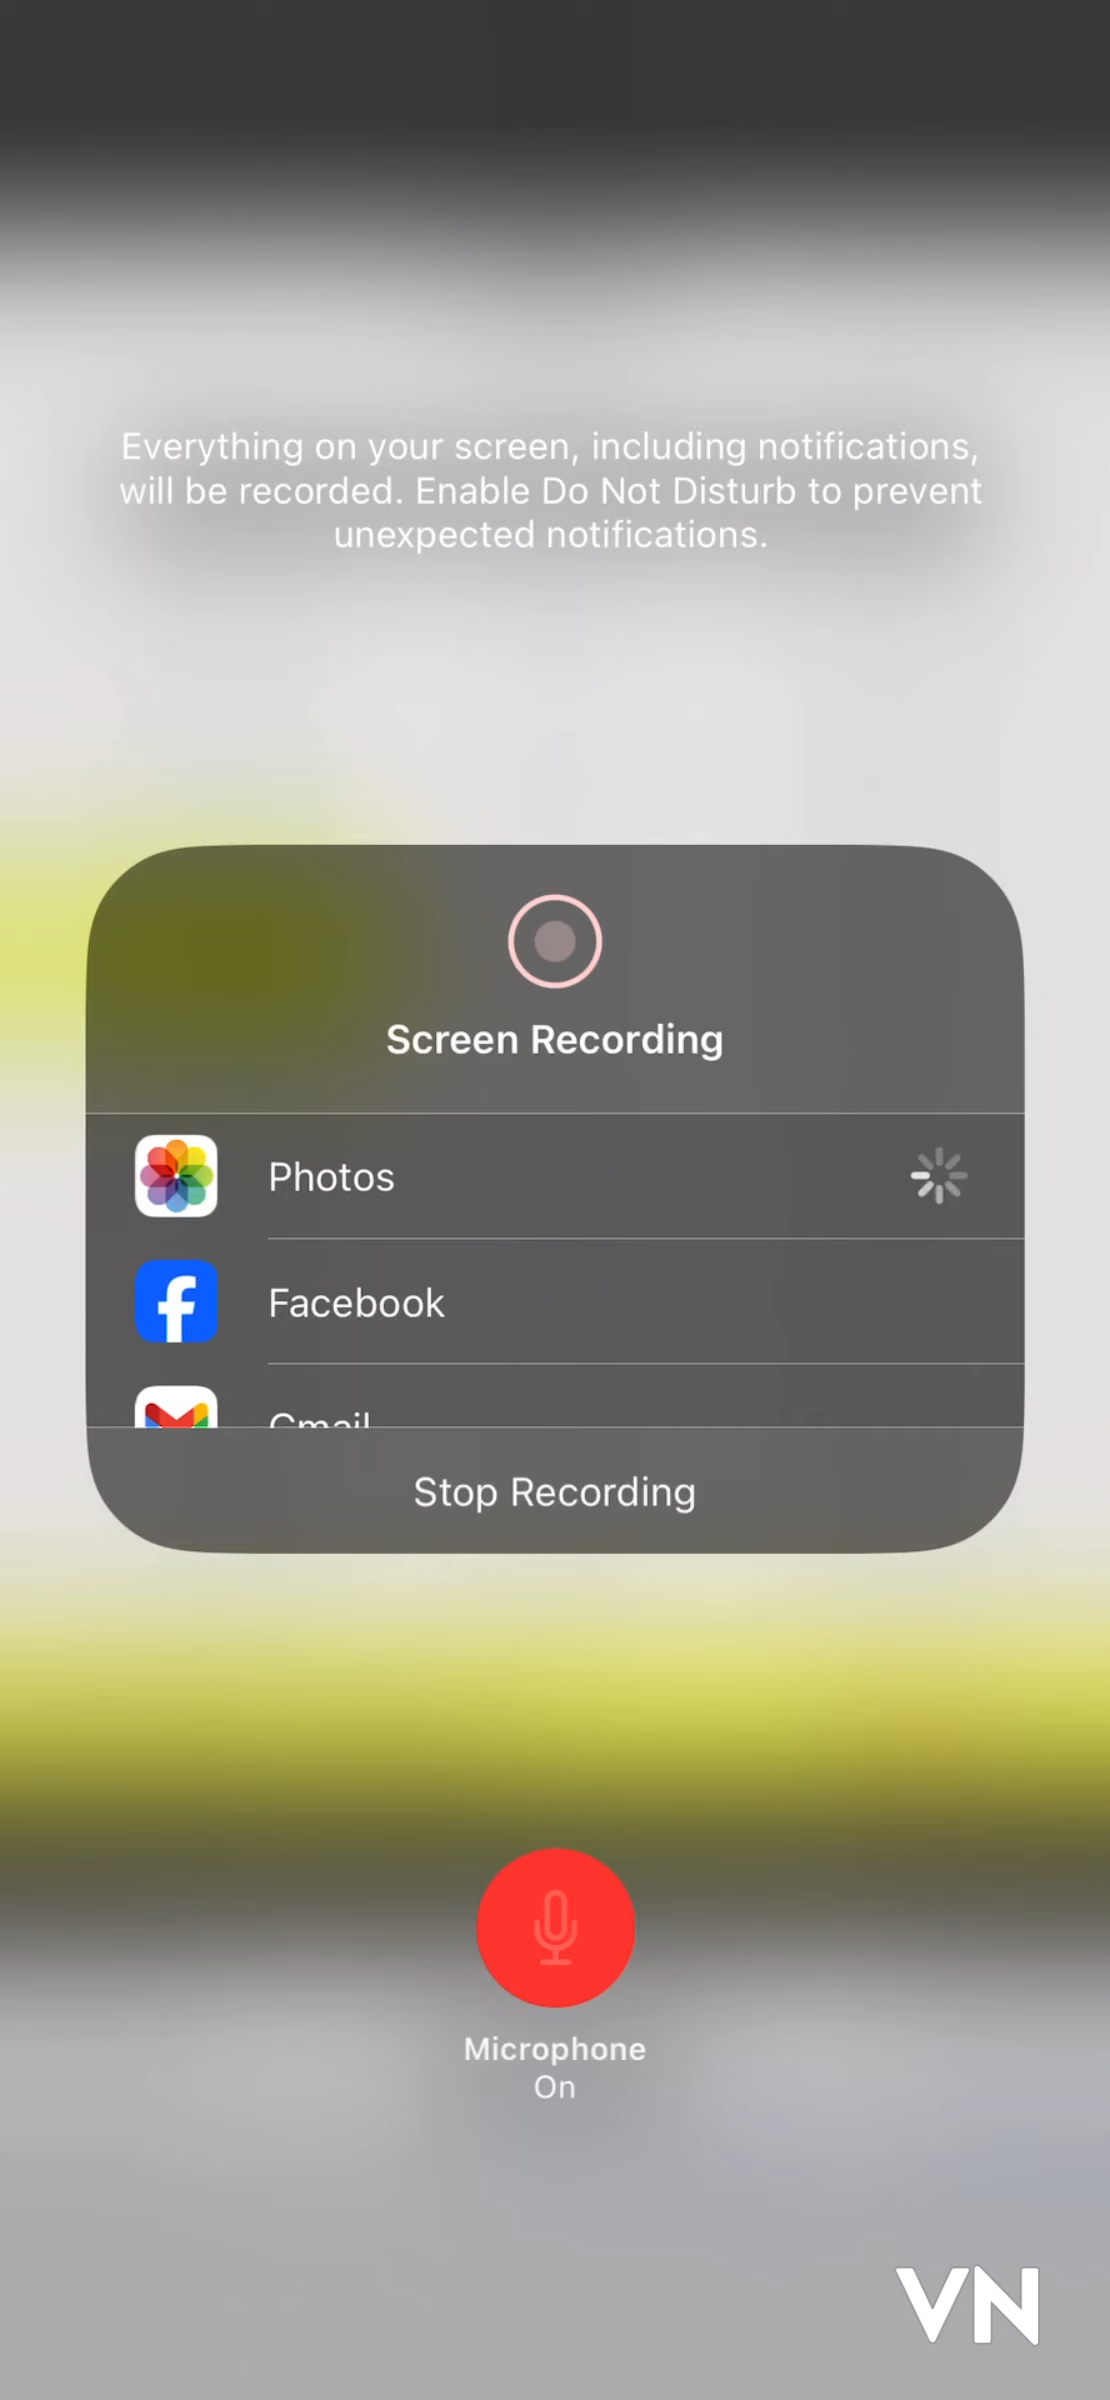 Everything on your screen, including notifications,
will be recorded. Enable Do Not Disturb to prevent
unexpected notifications.
Screen Recording
Photos
Facebook
Gmail
Stop Recording
Microphone
On
VN